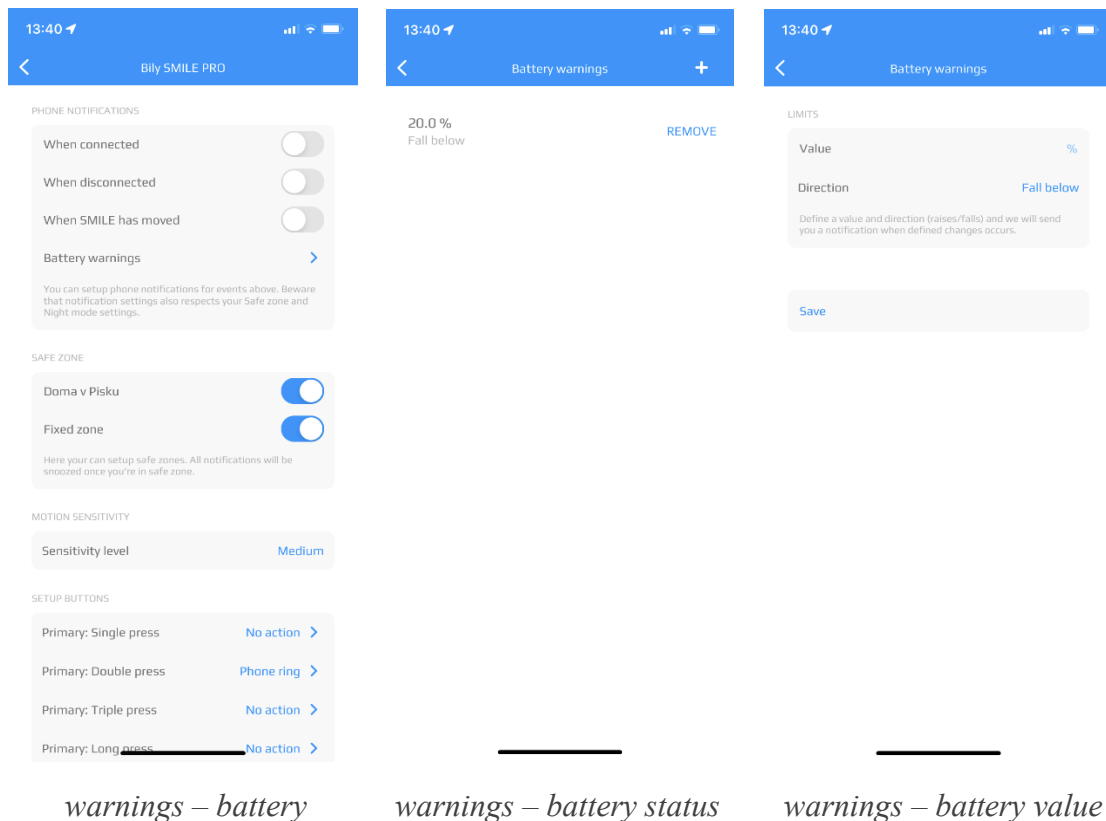 13:40
Bily SMILE PRO
PHONE NOTIFICATIONS
When connected
When disconnected
When SMILE has moved
Battery warnings
You can setup phone notifications for events above. Beware
that notification settings also respects your Safe zone and
Night mode settings.
SAFE ZONE
Doma v Pisku
Fixed zone
Here your can setup safe zones. All notifications will be
snoozed once you're in safe zone.
MOTION SENSITIVITY
Sensitivity level Medium
SETUP BUTTONS
Primary: Single press No action
Primary: Double press Phone ring
Primary: Triple press No action
Primary: Long press No action
warnings – battery
13:40
Battery warnings +
20.0 % REMOVE
Fall below
warnings – battery status
13:40
Battery warnings
LIMITS
Value %
Direction Fall below
Define a value and direction (raises/falls) and we will send
you a notification when defined changes occurs.
Save
warnings – battery value